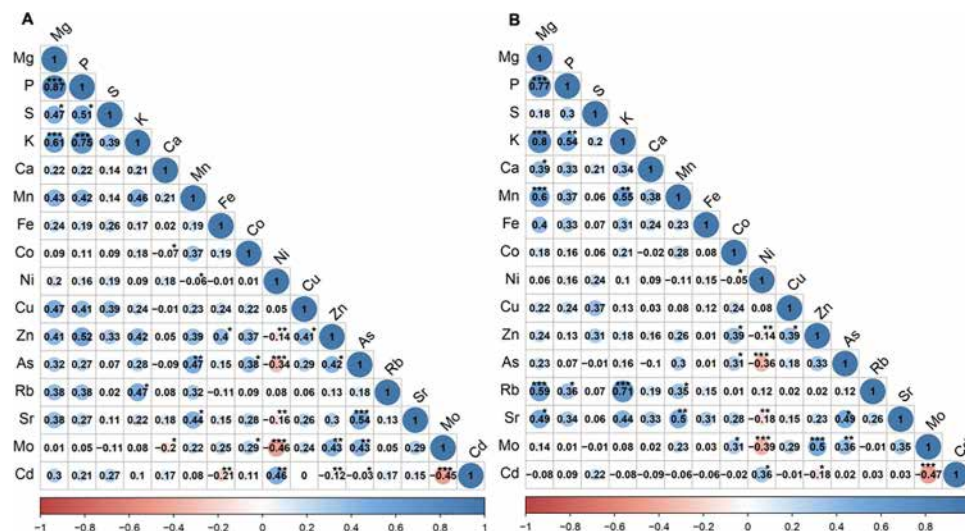 A
Mg
Mg 1 P
P 0.87*** 1 S
S 0.47* 0.51* 1 K
K 0.61*** 0.75*** 0.39 1 Ca
Ca 0.22 0.22 0.14 0.21 1 Mn
Mn 0.43 0.42 0.14 0.46 0.21 1 Fe
Fe 0.24 0.19 0.26 0.17 0.02 0.19 1 Co
Co 0.09 0.11 0.09 0.18 −0.07* 0.37 0.19 1 Ni
Ni 0.2 0.16 0.19 0.09 0.18 −0.06* −0.01 0.01 1 Cu
Cu 0.47 0.41 0.39 0.24 −0.01 0.23 0.24 0.22 0.05 1 Zn
Zn 0.41 0.52 0.33 0.42 0.05 0.39 0.4* 0.37 −0.14** 0.41* 1 As
As 0.32 0.27 0.07 0.28 −0.09 0.47** 0.15 0.38* −0.34*** 0.29 0.42* 1 Rb
Rb 0.38 0.38 0.2 0.47* 0.08 0.32 −0.11 0.09 0.08 0.02 0.13 0.18 1 Sr
Sr 0.38 0.27 0.11 0.22 0.18 0.44* 0.15 0.28 −0.16** 0.26 0.3 0.54*** 0.13 1 Mo
Mo 0.01 0.05 −0.11 0.08 −0.2* 0.22 0.25 0.29* −0.46*** 0.24 0.43** 0.43** 0.05 0.29 1 Cd
Cd 0.3 0.21 0.27 0.1 0.17 0.08 −0.21** 0.11 0.46** 0 −0.12** −0.03* 0.17 0.15 −0.45*** 1
−1 −0.8 −0.6 −0.4 −0.2 0 0.2 0.4 0.6 0.8 1
B
Mg
Mg 1 P
P 0.77*** 1 S
S 0.18 0.3 1 K
K 0.8*** 0.54** 0.2 1 Ca
Ca 0.39* 0.33 0.21 0.34 1 Mn
Mn 0.6*** 0.37 0.06 0.55** 0.38 1 Fe
Fe 0.4 0.33 0.07 0.31 0.24 0.23 1 Co
Co 0.18 0.16 0.06 0.21 −0.02 0.28 0.08 1 Ni
Ni 0.06 0.16 0.24 0.1 0.09 −0.11 0.15 −0.05* 1 Cu
Cu 0.22 0.24 0.37 0.13 0.03 0.08 0.12 0.24 0.08 1 Zn
Zn 0.24 0.13 0.31 0.18 0.16 0.26 0.01 0.39* −0.14** 0.39* 1 As
As 0.23 0.07 −0.01 0.16 −0.1 0.3 0.01 0.31* −0.36*** 0.18 0.33 1 Rb
Rb 0.59*** 0.36* 0.07 0.71*** 0.19 0.35* 0.15 0.01 0.12 0.02 0.02 0.12 1 Sr
Sr 0.49* 0.34 0.06 0.44 0.33 0.5** 0.31 0.28 −0.18** 0.15 0.23 0.49* 0.26 1 Mo
Mo 0.14 0.01 −0.01 0.08 0.02 0.23 0.03 0.31* −0.39*** 0.29 0.5*** 0.36** −0.01 0.35 1 Cd
Cd −0.08 0.09 0.22 −0.08 −0.09 −0.06 −0.06 −0.02 0.36* −0.01 −0.18* 0.02 0.03 0.03 −0.47*** 1
−1 −0.8 −0.6 −0.4 −0.2 0 0.2 0.4 0.6 0.8 1